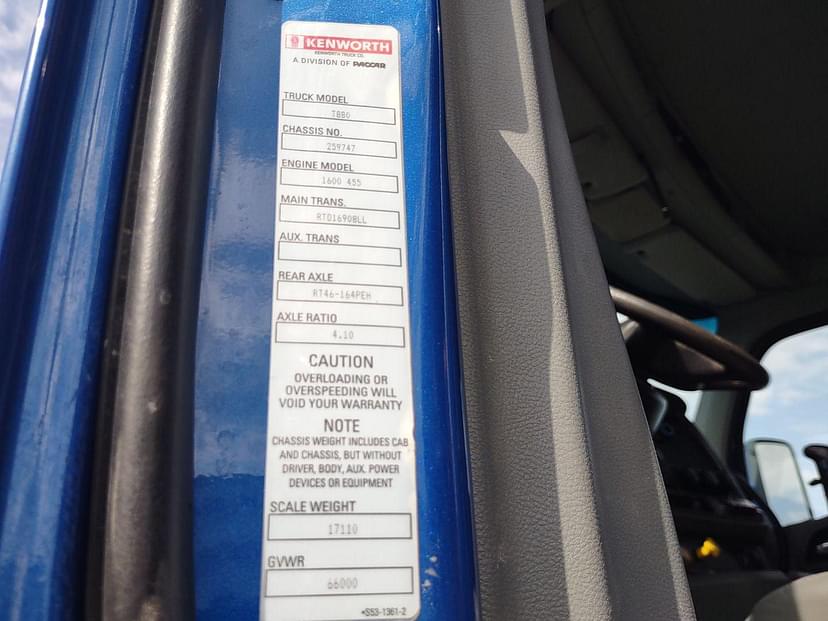 KENWORTH
KENWORTH TRUCK CO.
A DIVISION OF PACCAR
TRUCK MODEL
T880
CHASSIS NO.
259747
ENGINE MODEL
1600 455
MAIN TRANS.
RTO16908LL
AUX. TRANS
REAR AXLE
RT46-164PEH
AXLE RATIO
4.10
CAUTION
OVERLOADING OR
OVERSPEEDING WILL
VOID YOUR WARRANTY
NOTE
CHASSIS WEIGHT INCLUDES CAB
AND CHASSIS, BUT WITHOUT
DRIVER, BODY, AUX. POWER
DEVICES OR EQUIPMENT
SCALE WEIGHT
17110
GVWR
66000
*S53-1361-2